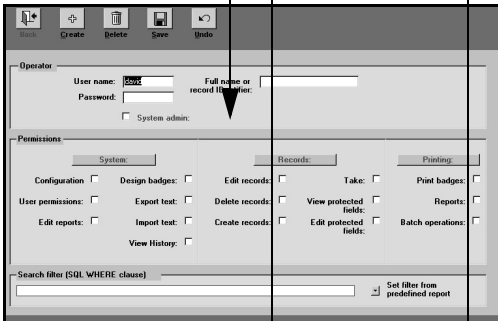 Back Create Delete Save Undo
Operator
User name: david Full name or
record IDentifier:
Password:
System admin:
Permissions
System: Records: Printing:
Configuration Design badges: Edit records: Take: Print badges:
User permissions: Export text: Delete records: View protected
fields: Reports:
Edit reports: Import text: Create records: Edit protected
fields: Batch operations:
View History:
Search filter (SQL WHERE clause)
Set filter from
predefined report